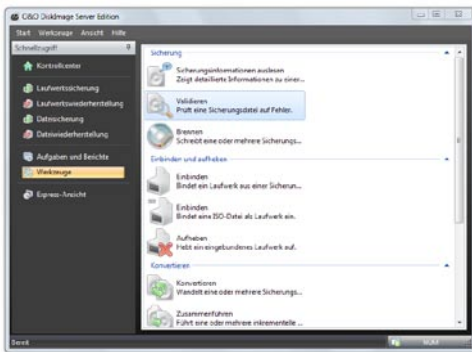 O&O DiskImage Server Edition
Start Werkzeuge Ansicht Hilfe
Schnellzugriff
Kontrollcenter
Laufwertssicherung
Laufwertswiederherstellung
Dateisicherung
Dateiwiederherstellung
Aufgaben und Berichte
Werkzeuge
Express-Ansicht
Sicherung
Sicherungsinformationen auslesen
Zeigt detaillierte Informationen zu einer...
Validieren
Prüft eine Sicherungsdatei auf Fehler.
Brennen
Schreibt eine oder mehrere Sicherungs...
Einbinden und aufheben
Einbinden
Bindet ein Laufwerk aus einer Sicherun...
Einbinden
Bindet eine ISO-Datei als Laufwerk ein.
Aufheben
Hebt ein eingebundenes Laufwerk auf.
Konvertieren
Konvertieren
Wandelt eine oder mehrere Sicherungs...
Zusammenführen
Führt eine oder mehrere inkrementelle ...
Bereit
NUM